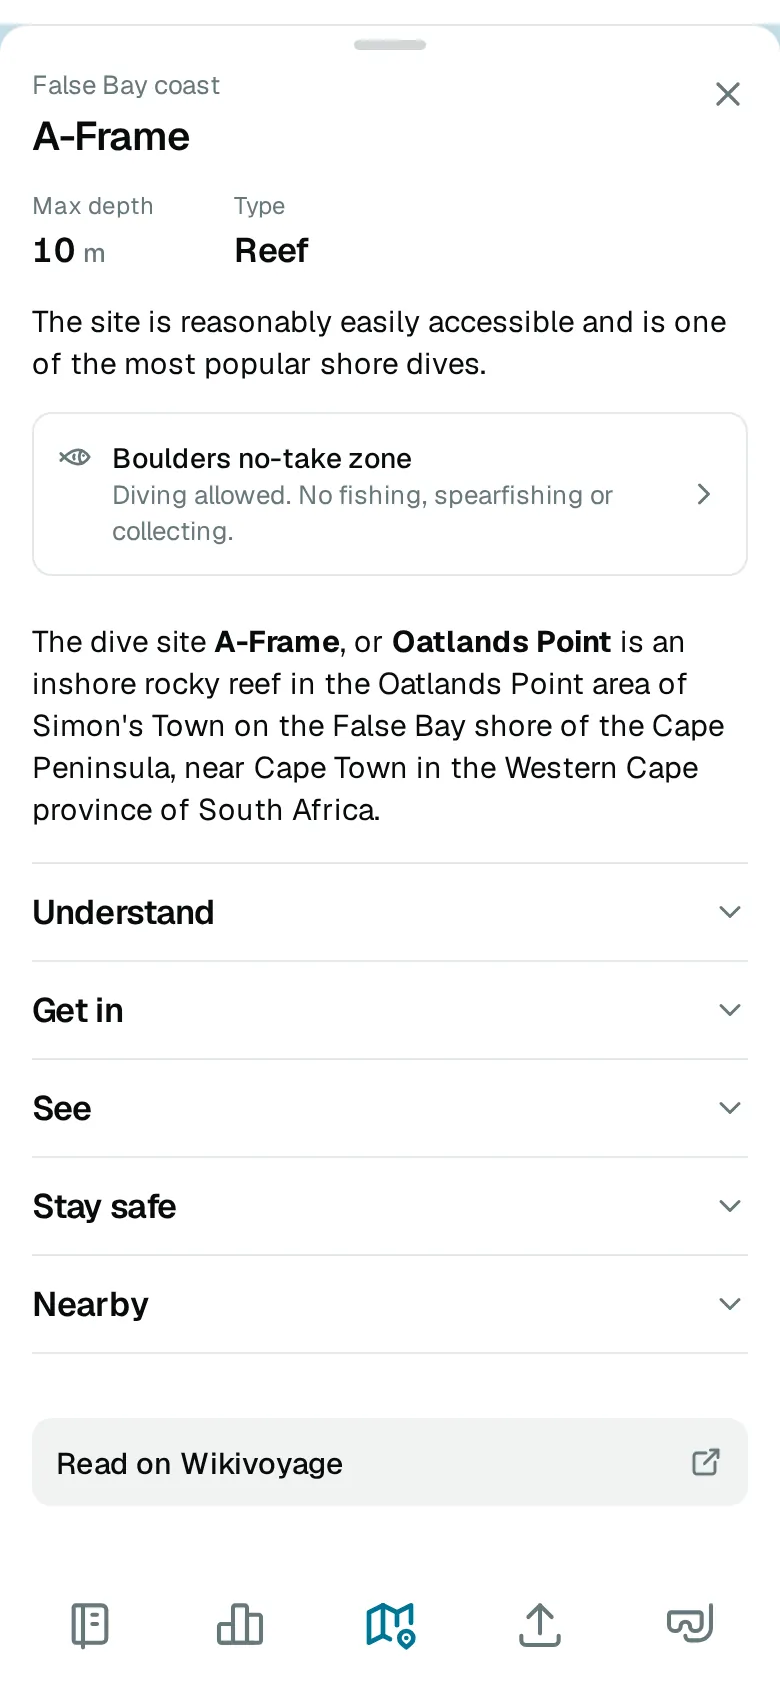 False Bay coast
A-Frame
Max depth
10 m
Type
Reef
The site is reasonably easily accessible and is one
of the most popular shore dives.
Boulders no-take zone
Diving allowed. No fishing, spearfishing or
collecting.
The dive site A-Frame, or Oatlands Point is an
inshore rocky reef in the Oatlands Point area of
Simon's Town on the False Bay shore of the Cape
Peninsula, near Cape Town in the Western Cape
province of South Africa.
Understand
Get in
See
Stay safe
Nearby
Read on Wikivoyage